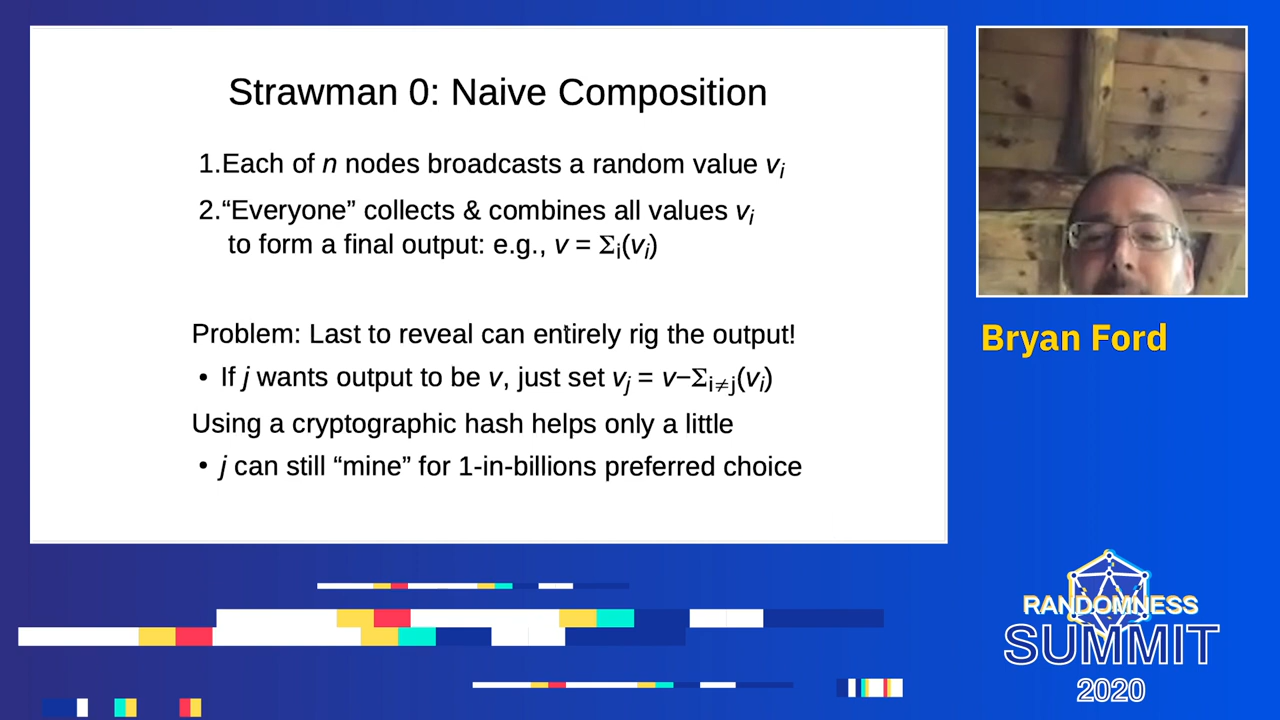 Strawman 0: Naive Composition
1.Each of n nodes broadcasts a random value vᵢ
2.“Everyone” collects & combines all values vᵢ
to form a final output: e.g., v = Σᵢ(vᵢ)
Problem: Last to reveal can entirely rig the output!
• If j wants output to be v, just set vⱼ = v−Σi≠j(vᵢ)
Using a cryptographic hash helps only a little
• j can still “mine” for 1-in-billions preferred choice
Bryan Ford
RANDOMNESS
SUMMIT
2020